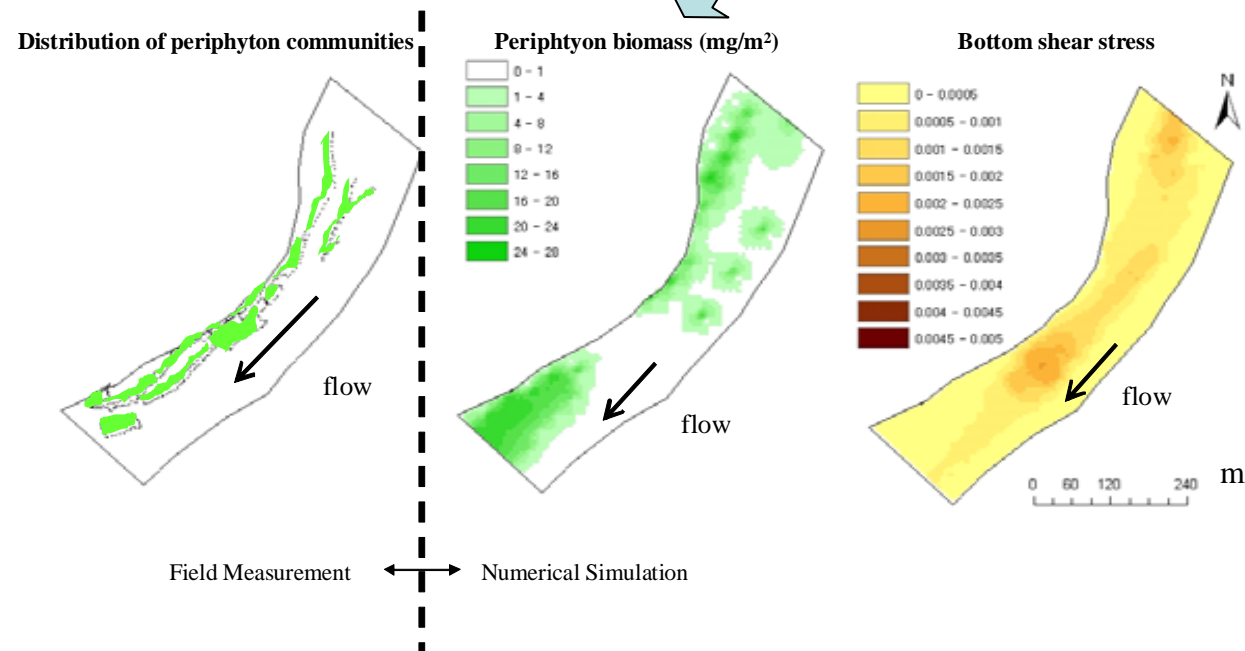 Distribution of periphyton communities
Periphtyon biomass (mg/m²)
Bottom shear stress
0 - 1
1 - 4
4 - 8
8 - 12
12 - 16
16 - 20
20 - 24
24 - 28
0 - 0.0005
0.0005 - 0.001
0.001 - 0.0015
0.0015 - 0.002
0.002 - 0.0025
0.0025 - 0.003
0.003 - 0.0035
0.0035 - 0.004
0.004 - 0.0045
0.0045 - 0.005
N
flow
flow
flow
0 60 120 240 m
Field Measurement
Numerical Simulation